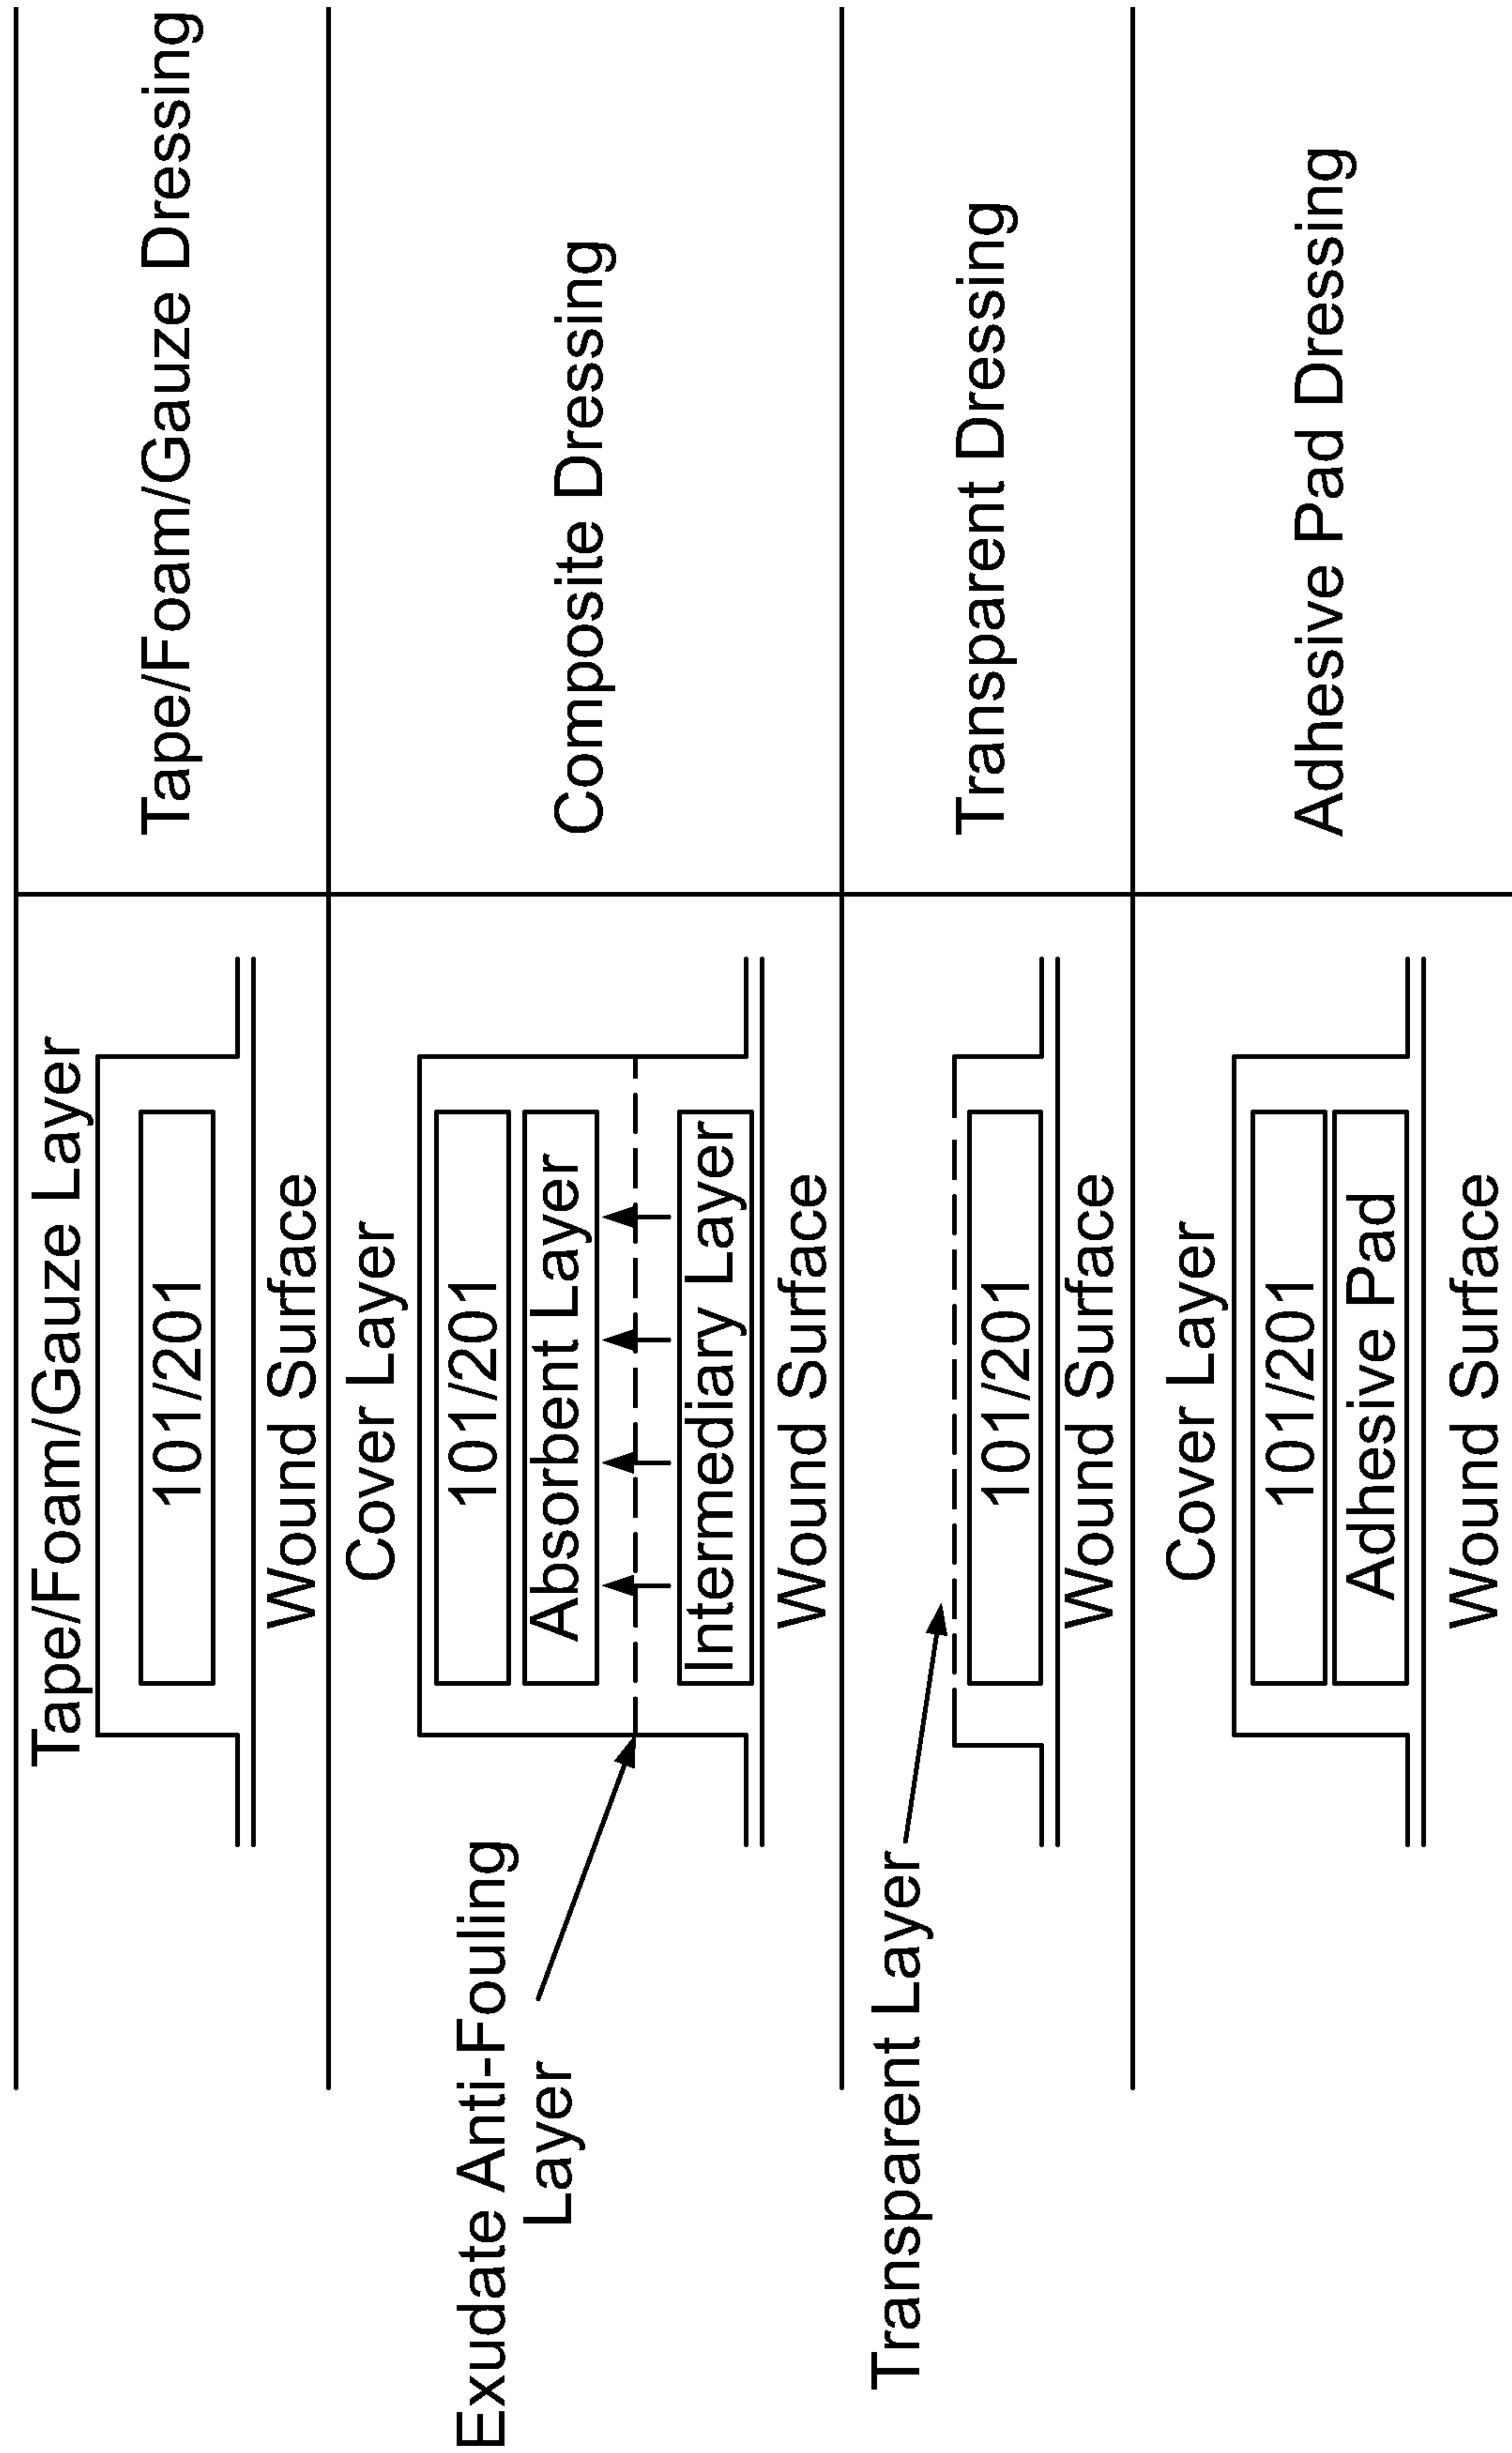 Tape/Foam/Gauze Layer
101/201
Wound Surface
Tape/Foam/Gauze Dressing
Cover Layer
101/201
Absorbent Layer
Exudate Anti-Fouling
Layer
Intermediary Layer
Wound Surface
Composite Dressing
Transparent Layer
101/201
Wound Surface
Transparent Dressing
Cover Layer
101/201
Adhesive Pad
Wound Surface
Adhesive Pad Dressing